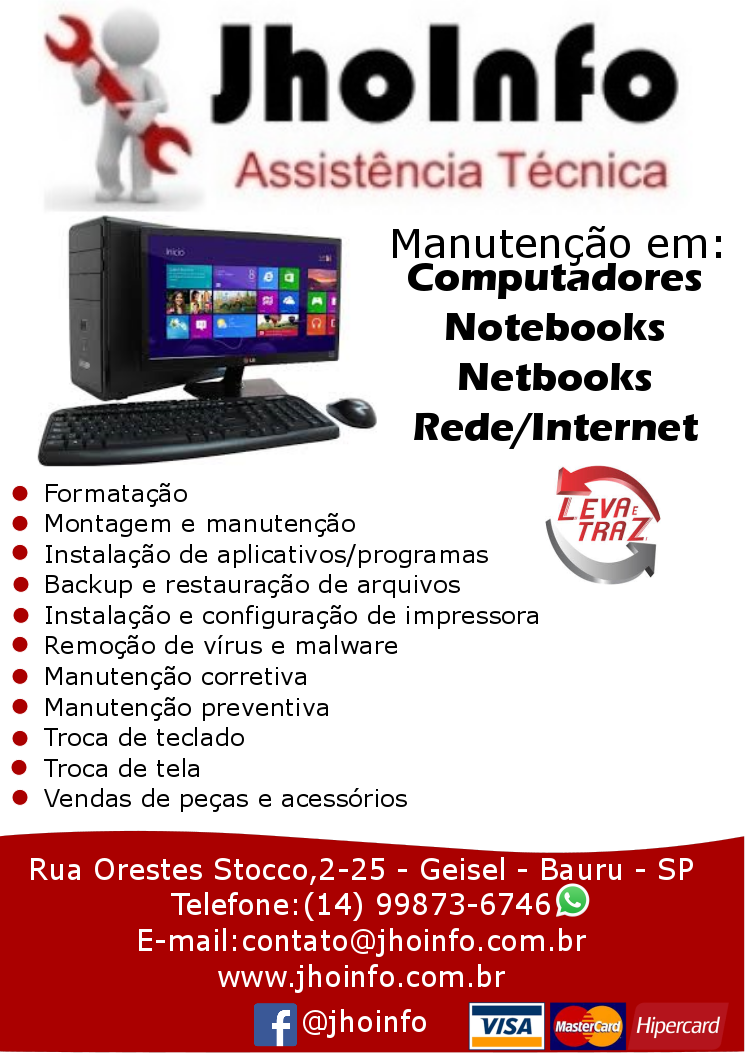 JhoInfo
Assistência Técnica
Manutenção em:
Computadores
Notebooks
Netbooks
Rede/Internet
Início
LG
LEVA E
TRAZ
Formatação
Montagem e manutenção
Instalação de aplicativos/programas
Backup e restauração de arquivos
Instalação e configuração de impressora
Remoção de vírus e malware
Manutenção corretiva
Manutenção preventiva
Troca de teclado
Troca de tela
Vendas de peças e acessórios
Rua Orestes Stocco,2-25 - Geisel - Bauru - SP
Telefone:(14) 99873-6746
E-mail:contato@jhoinfo.com.br
www.jhoinfo.com.br
f @jhoinfo
VISA MasterCard Hipercard